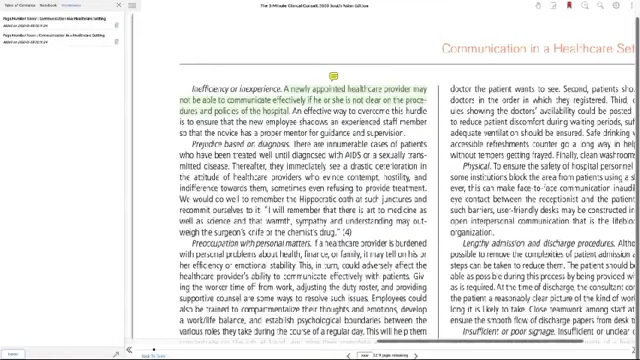 Table of Contents Notebook
The 5-Minute Clinical Consult 2020
Communication in a Healthcare Set
Inefficiency or inexperience. A newly appointed healthcare provider may
not be able to communicate effectively if he or she is not clear on the proce-
dures and policies of the hospital. An effective way to overcome this hurdle
is to ensure that the new employee shadows an experienced staff member
so that the novice has a proper mentor for guidance and supervision.
Prejudice based on diagnosis. There are innumerable cases of patients
who have been treated well until diagnosed with AIDS or a sexually trans-
mitted disease. Thereafter, they immediately see a drastic deterioration in
the attitude of healthcare providers who evince contempt, hostility, and
indifference towards them, sometimes even refusing to provide treatment.
We would do well to remember the Hippocratic oath at such junctures and
recommit ourselves to it: "I will remember that there is art to medicine as
well as science and that warmth, sympathy and understanding may out-
weigh the surgeon's knife or the chemist's drug." (4)
Preoccupation with personal matters. If a healthcare provider is burdened
with personal problems about health, finance, or family, it may tell on his or
her efficiency or emotional stability. This, in turn, could adversely affect the
healthcare provider's ability to communicate effectively with patients. Giv-
ing the worker time off from work, adjusting the duty roster, and providing
supportive counsel are some ways to resolve such issues. Employees could
also be trained to compartmentalize their thoughts and emotions, develop
a work/life balance, and establish psychological boundaries between the
various roles they take during the course of a regular day. This will help them
doctor the patient wants to see. Second, patients sho
doctors in the order in which they registered. Third,
ures showing the doctors' availability could be posted
to reduce patient discomfort during waiting periods, suf
adequate ventilation should be ensured. Safe drinking w
accessible refreshments counter go a long way in help
without tempers getting frayed. Finally, clean washrooms
Physical. To ensure the safety of hospital personnel
some institutions block the area from patients using a s
ever, this can make face-to-face communication inaudi
eye contact between the receptionist and the patient
such barriers, user-friendly desks may be constructed in
open interpersonal communication that is the lifeblo
organization.
Lengthy admission and discharge procedures. Altho
possible to remove the complexities of patient admission a
steps can be taken to reduce them. The patient should be
able as possible during this process by being provided wi
as is required. At the time of discharge, the consultant
the patient a reasonably clear picture of the kind of work
long it is likely to take. Close teamwork among staff at
ensure the smooth flow of discharge papers from desk t
Insufficient or poor signage. Insufficient or unclear